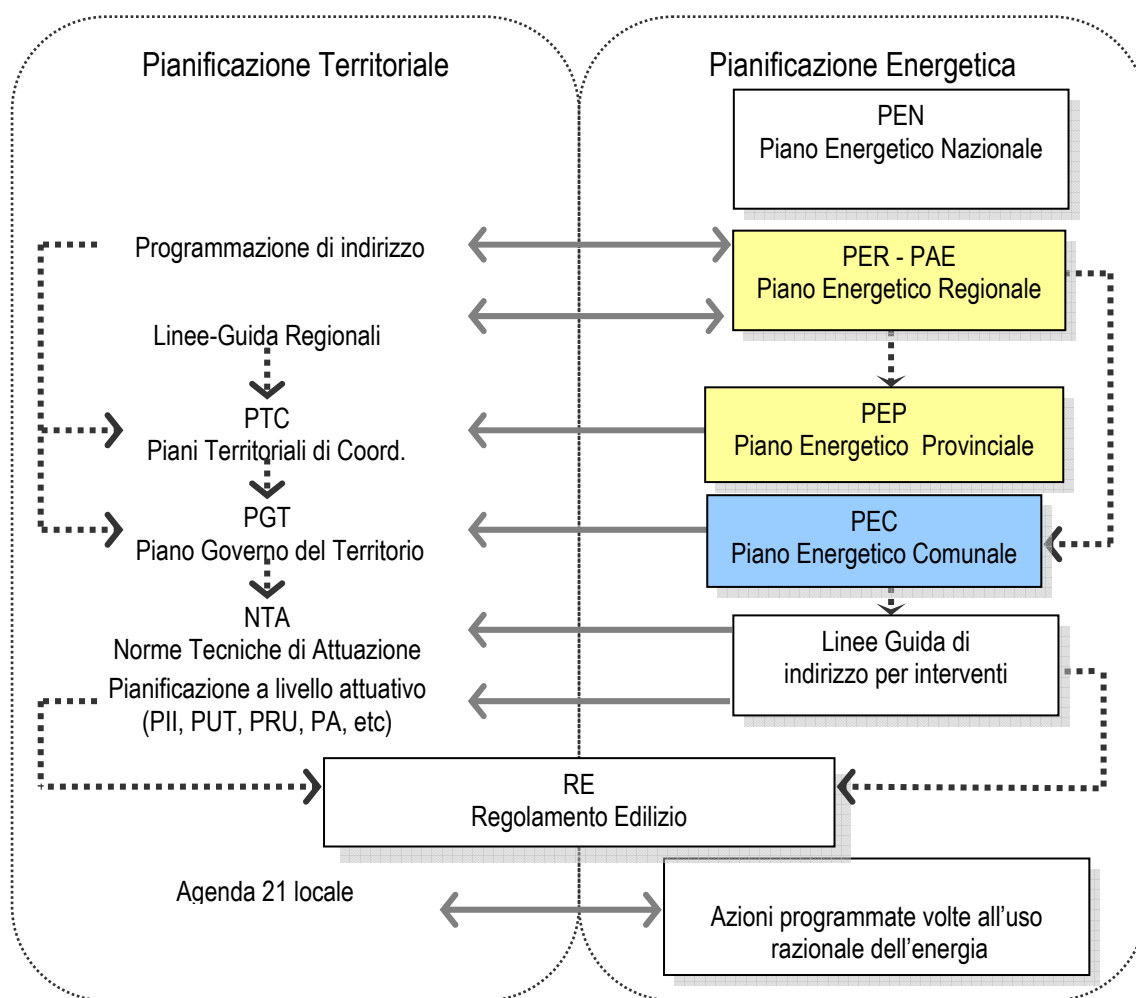 Pianificazione Territoriale
Pianificazione Energetica
PEN
Piano Energetico Nazionale
Programmazione di indirizzo
PER - PAE
Piano Energetico Regionale
Linee-Guida Regionali
PTC
Piani Territoriali di Coord.
PEP
Piano Energetico Provinciale
PGT
Piano Governo del Territorio
PEC
Piano Energetico Comunale
NTA
Norme Tecniche di Attuazione
Linee Guida di
indirizzo per interventi
Pianificazione a livello attuativo
(PII, PUT, PRU, PA, etc)
RE
Regolamento Edilizio
Agenda 21 locale
Azioni programmate volte all'uso
razionale dell'energia